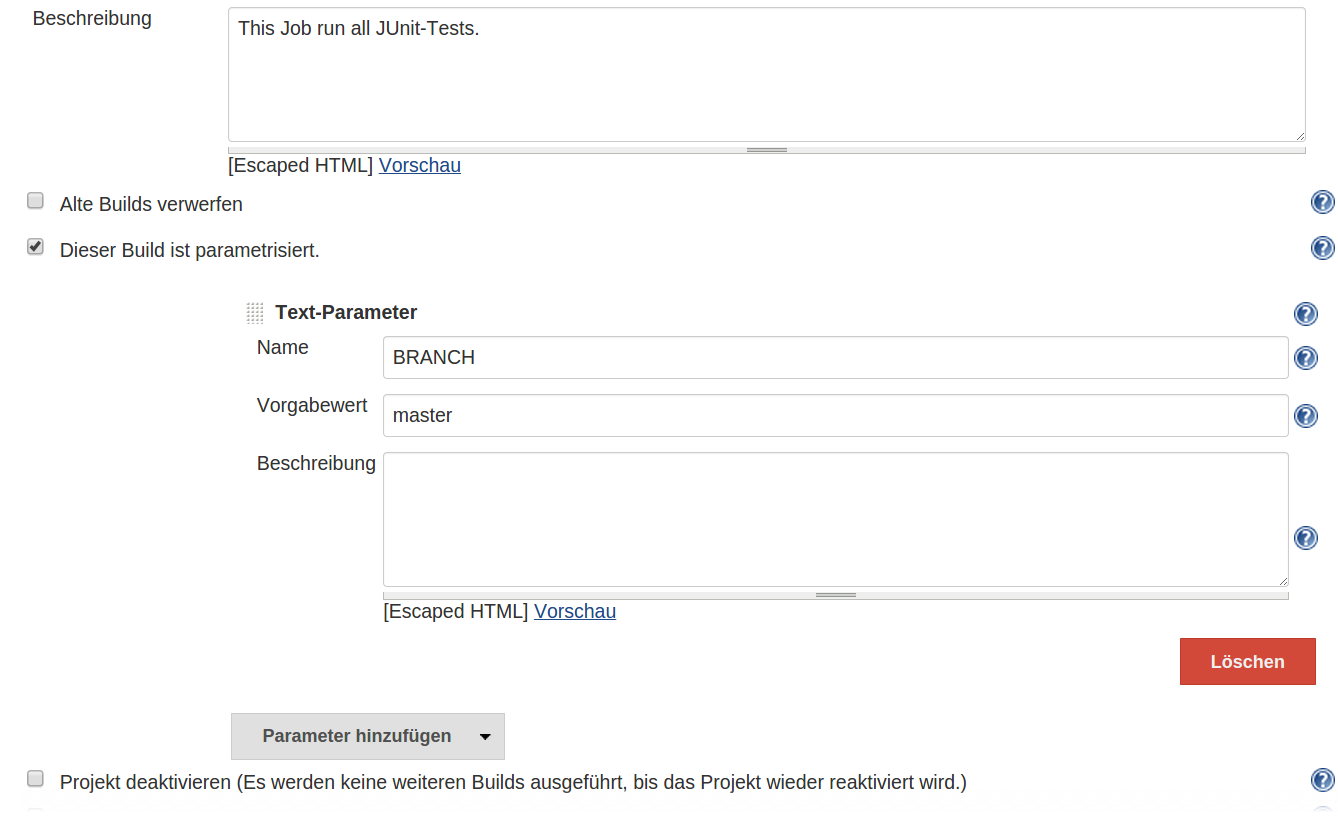 Beschreibung
This Job run all JUnit-Tests.
[Escaped HTML] Vorschau
Alte Builds verwerfen
Dieser Build ist parametrisiert.
Text-Parameter
Name
BRANCH
Vorgabewert
master
Beschreibung
[Escaped HTML] Vorschau
Löschen
Parameter hinzufügen
Projekt deaktivieren (Es werden keine weiteren Builds ausgeführt, bis das Projekt wieder reaktiviert wird.)